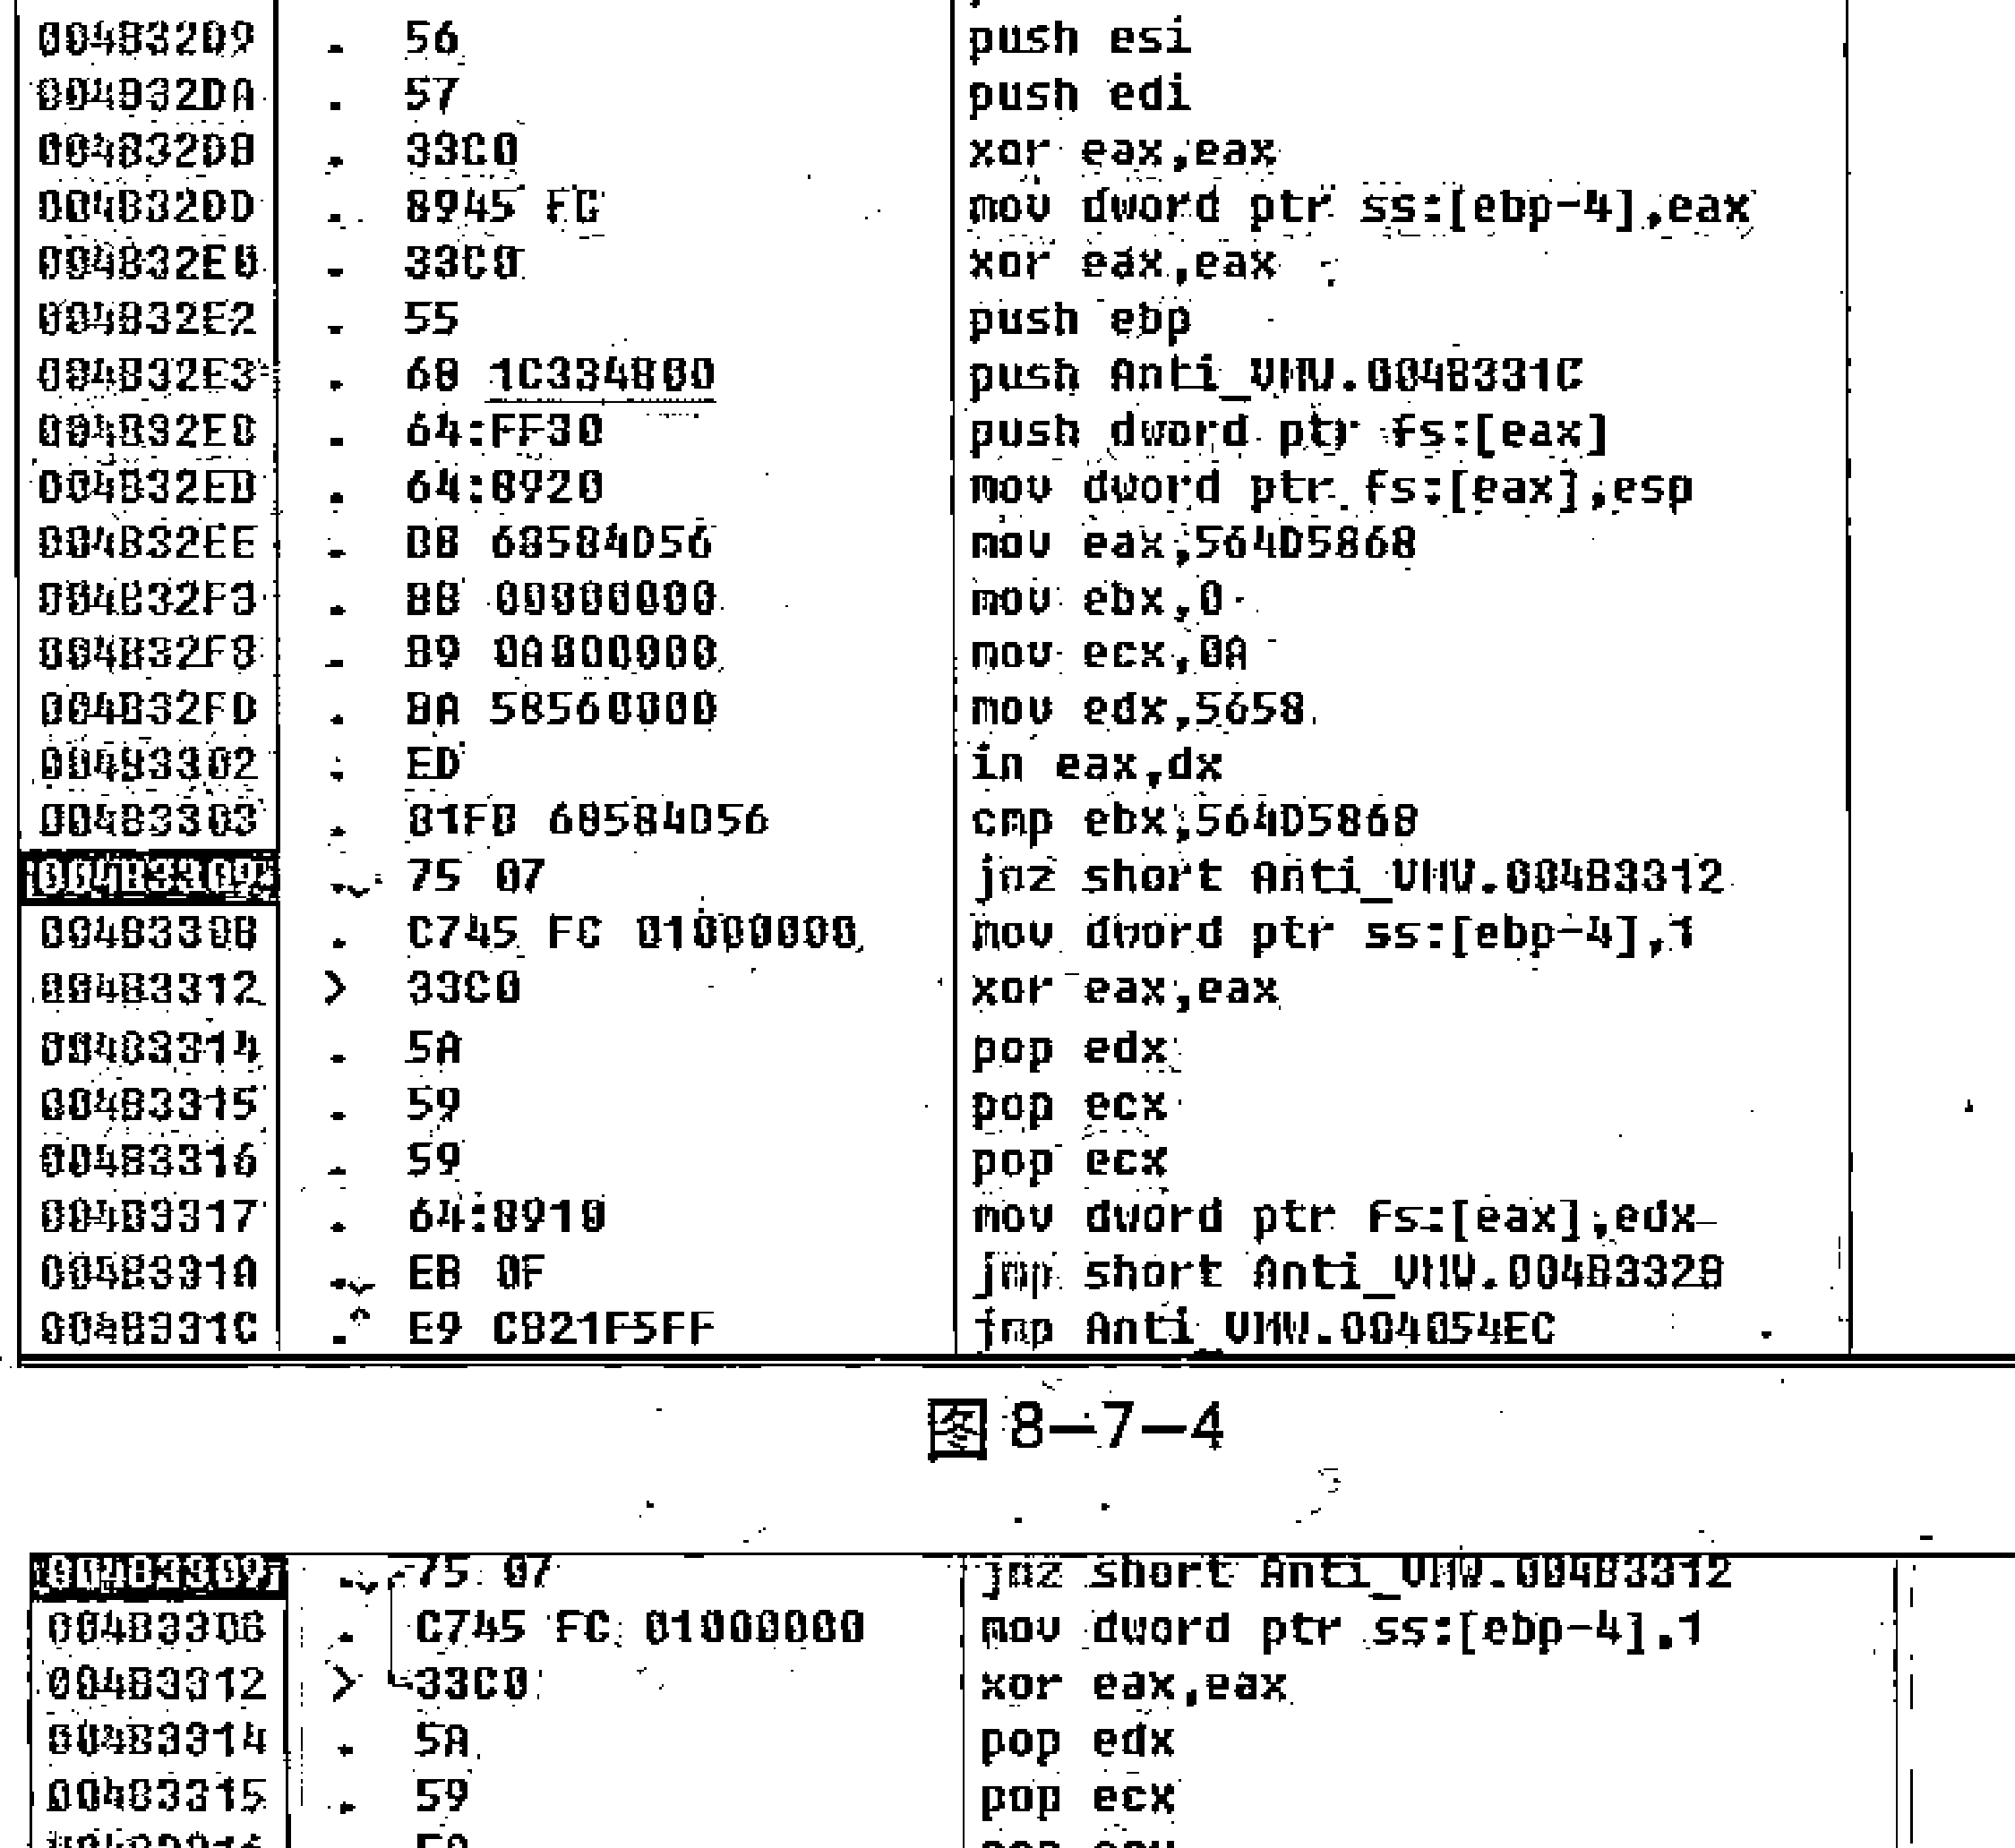 004832D9 . 56 push esi
004832DA . 57 push edi
004832DB . 33C0 xor eax,eax
004832DD . 8945 FC mov dword ptr ss:[ebp-4],eax
004832E0 . 33C0 xor eax,eax
004832E2 . 55 push ebp
004832E3 . 68 1C334800 push Anti_VMW.0048331C
004832E8 . 64:FF30 push dword ptr fs:[eax]
004832EB . 64:8920 mov dword ptr fs:[eax],esp
004832EE . B8 68584D56 mov eax,564D5868
004832F3 . BB 00000000 mov ebx,0
004832F8 . B9 0A000000 mov ecx,0A
004832FD . BA 58560000 mov edx,5658
00483302 . ED in eax,dx
00483303 . 81FB 68584D56 cmp ebx,564D5868
00483309 . 75 07 jnz short Anti_VMW.00483312
0048330B . C745 FC 01000000 mov dword ptr ss:[ebp-4],1
00483312 > 33C0 xor eax,eax
00483314 . 5A pop edx
00483315 . 59 pop ecx
00483316 . 59 pop ecx
00483317 . 64:8910 mov dword ptr fs:[eax],edx
0048331A . EB 0F jmp short Anti_VMW.0048332B
0048331C . E9 CB21F5FF jmp Anti_VMW.004054EC
图 8-7-4
00483309 . 75 07 jnz short Anti_VMW.00483312
0048330B . C745 FC 01000000 mov dword ptr ss:[ebp-4],1
00483312 > 33C0 xor eax,eax
00483314 . 5A pop edx
00483315 . 59 pop ecx